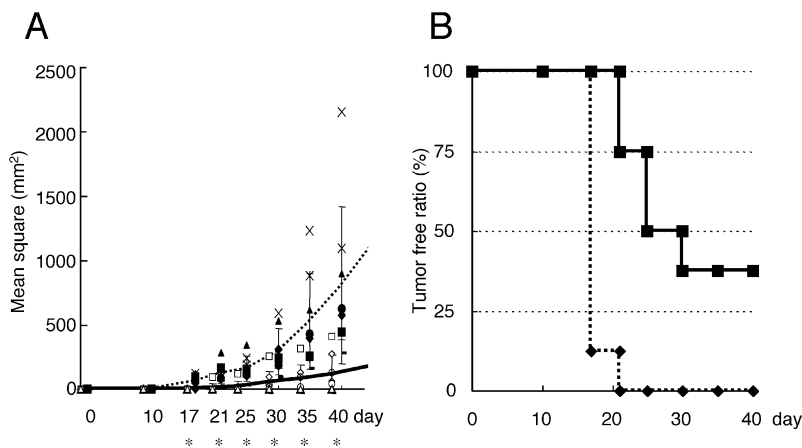 A
B
2500
2000
1500
1000
500
0
Mean square (mm²)
0 10 17 21 25 30 35 40 day
* * * * * * *
100
75
50
25
0
Tumor free ratio (%)
0 10 20 30 40 day